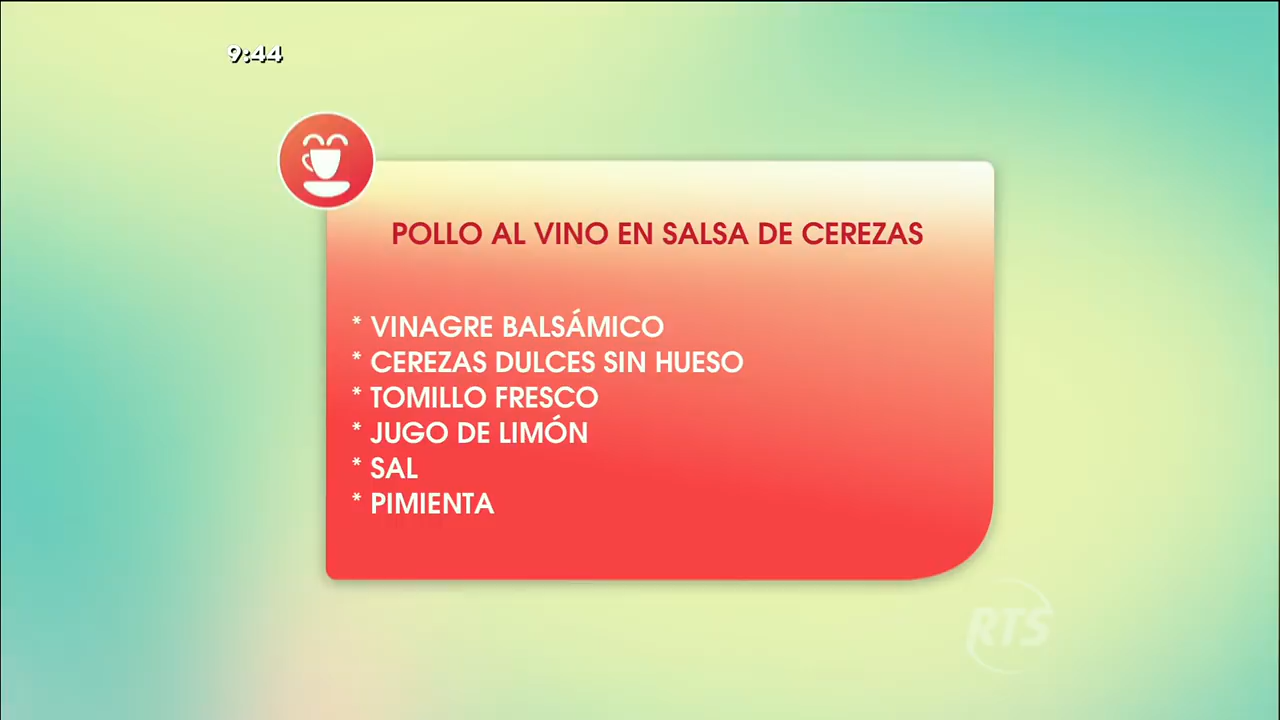 9:44
POLLO AL VINO EN SALSA DE CEREZAS
* VINAGRE BALSÁMICO
* CEREZAS DULCES SIN HUESO
* TOMILLO FRESCO
* JUGO DE LIMÓN
* SAL
* PIMIENTA
RTS